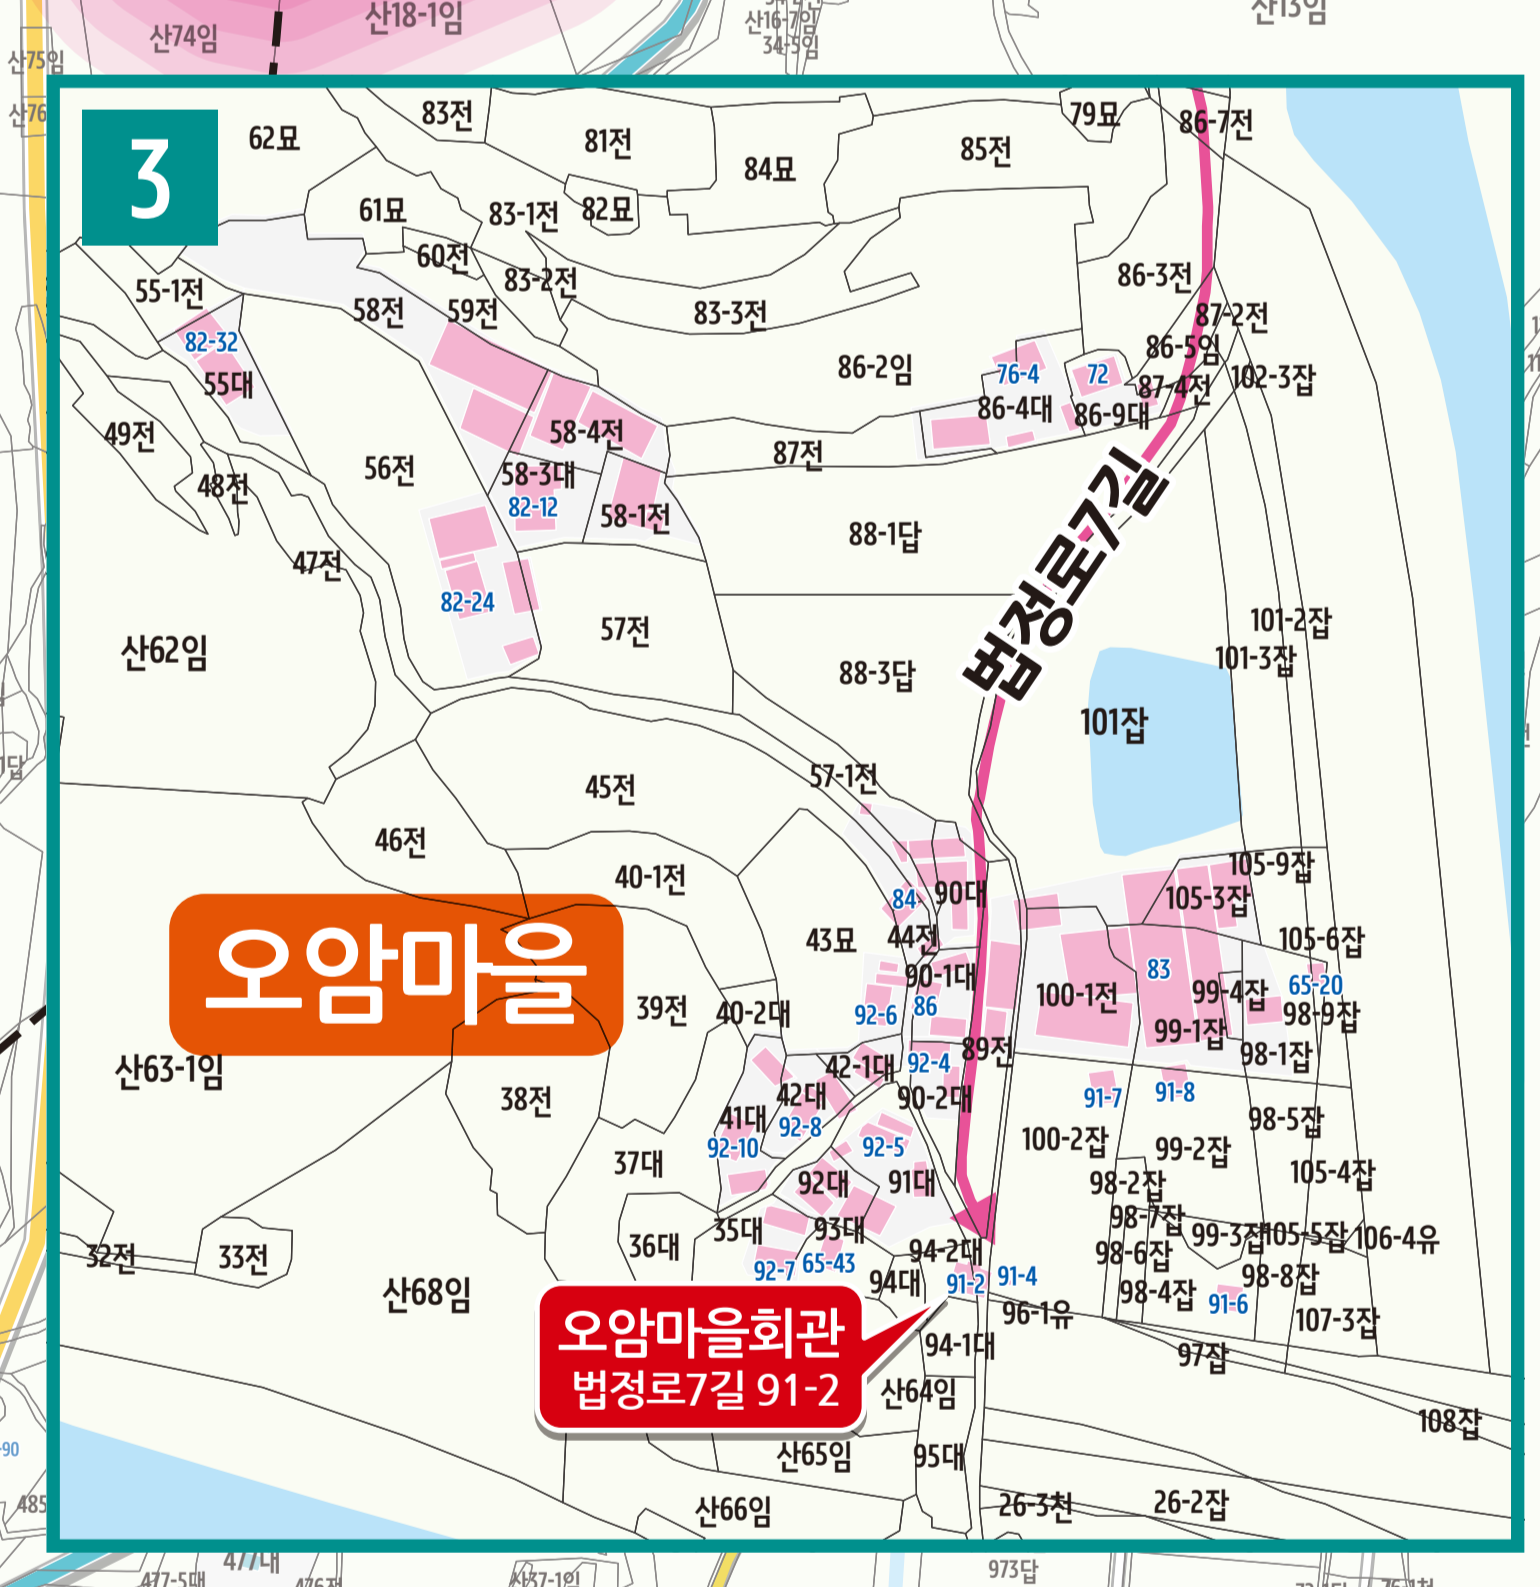 산18-1임
산74임
산16-7임
34-5임
산13임
산75임
산76
3
62묘
83전
81전
84묘
85전
79묘
86-7전
61묘
83-1전
82묘
60전
83-2전
86-3전
55-1전
58전
59전
83-3전
87-2전
82-32
86-5임
55대
86-2임
76-4
72
87-4전
102-3잡
86-4대
86-9대
49전
58-4전
87전
56전
58-3대
48전
82-12
58-1전
88-1답
법정로7길
47전
82-24
57전
101-2잡
산62임
101-3잡
88-3답
101잡
57-1전
45전
46전
40-1전
105-9잡
84
90대
105-3잡
오암마을
43묘
44전
105-6잡
90-1대
83
65-20
39전
40-2대
92-6
86
100-1전
99-4잡
98-9잡
99-1잡
89전
98-1잡
산63-1임
42-1대
92-4
38전
42대
90-2대
91-7
91-8
41대
92-8
98-5잡
92-10
92-5
100-2잡
99-2잡
37대
92대
91대
98-2잡
105-4잡
98-7잡
35대
93대
99-3잡
105-5잡
106-4유
36대
94-2대
98-6잡
32전
33전
92-7
65-43
94대
91-2
91-4
98-8잡
산68임
98-4잡
91-6
96-1유
107-3잡
오암마을회관
법정로7길 91-2
94-1대
97잡
산64임
108잡
산65임
95대
산66임
26-3천
26-2잡
-90
485
477대
477-5대
산37-1임
973답